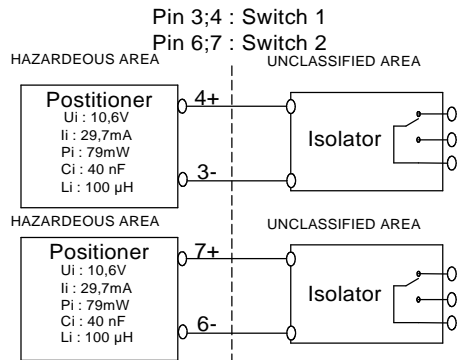 Pin 3;4 : Switch 1
Pin 6;7 : Switch 2
HAZARDEOUS AREA
UNCLASSIFIED AREA
Postitioner
Ui : 10,6V
Ii : 29,7mA
Pi : 79mW
Ci : 40 nF
Li : 100 µH
4+
3-
Isolator
HAZARDEOUS AREA
UNCLASSIFIED AREA
Positioner
Ui : 10,6V
Ii : 29,7mA
Pi : 79mW
Ci : 40 nF
Li : 100 µH
7+
6-
Isolator